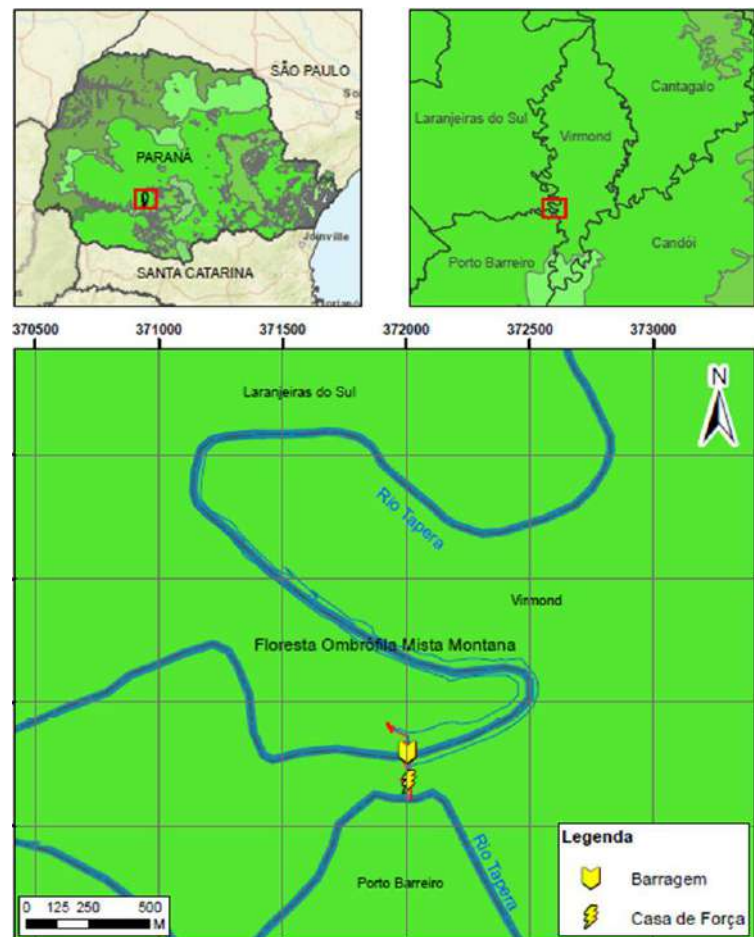 SÃO PAULO
PARANÁ
Joinville
SANTA CATARINA
Cantagalo
Laranjeiras do Sul
Virmond
Candói
Porto Barreiro
370500 371000 371500 372000 372500 373000
Laranjeiras do Sul
N
Rio Tapera
Virmond
Floresta Ombrófila Mista Montana
Rio Tapera
Porto Barreiro
Legenda
Barragem
Casa de Força
0 125 250 500
M